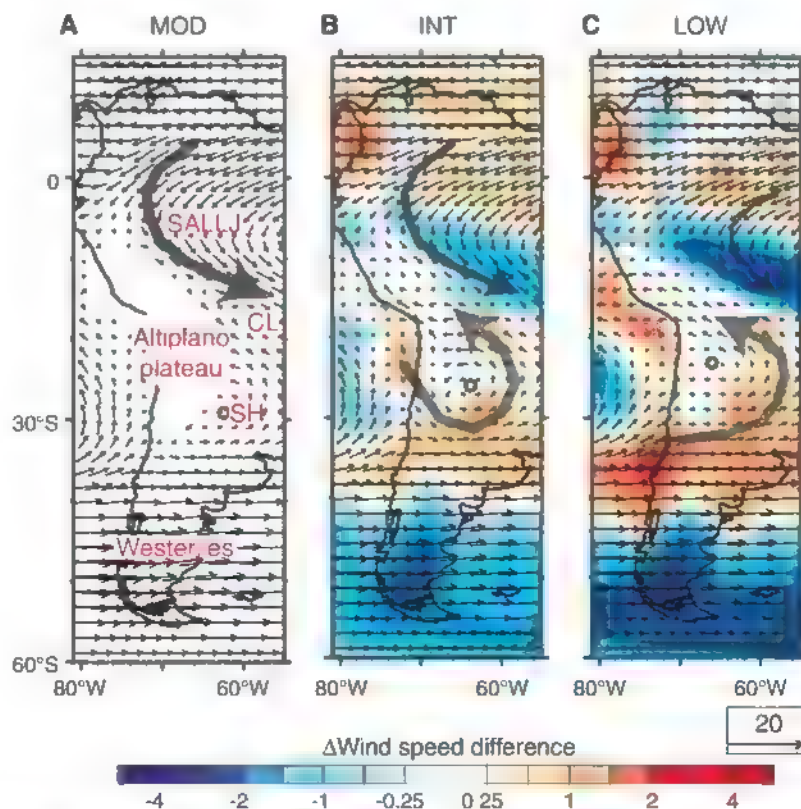 A MOD
B INT
C LOW
0
30°S
60°S
SALLJ
CL
Altiplano
plateau
SH
Wester es
80°W 60°W
80°W 60°W
80°W 60°W
20
ΔWind speed difference
-4 -2 -1 -0.25 0 25 1 2 4